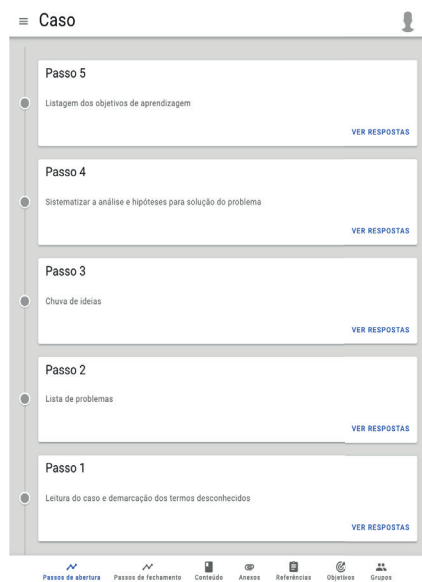 Caso
Passo 5
Listagem dos objetivos de aprendizagem
VER RESPOSTAS
Passo 4
Sistematizar a análise e hipóteses para solução do problema
VER RESPOSTAS
Passo 3
Chuva de ideias
VER RESPOSTAS
Passo 2
Lista de problemas
VER RESPOSTAS
Passo 1
Leitura do caso e demarcação dos termos desconhecidos
VER RESPOSTAS
Passos de abertura Passos de fechamento Conteúdo Anexos Referências Objetivos Grupos